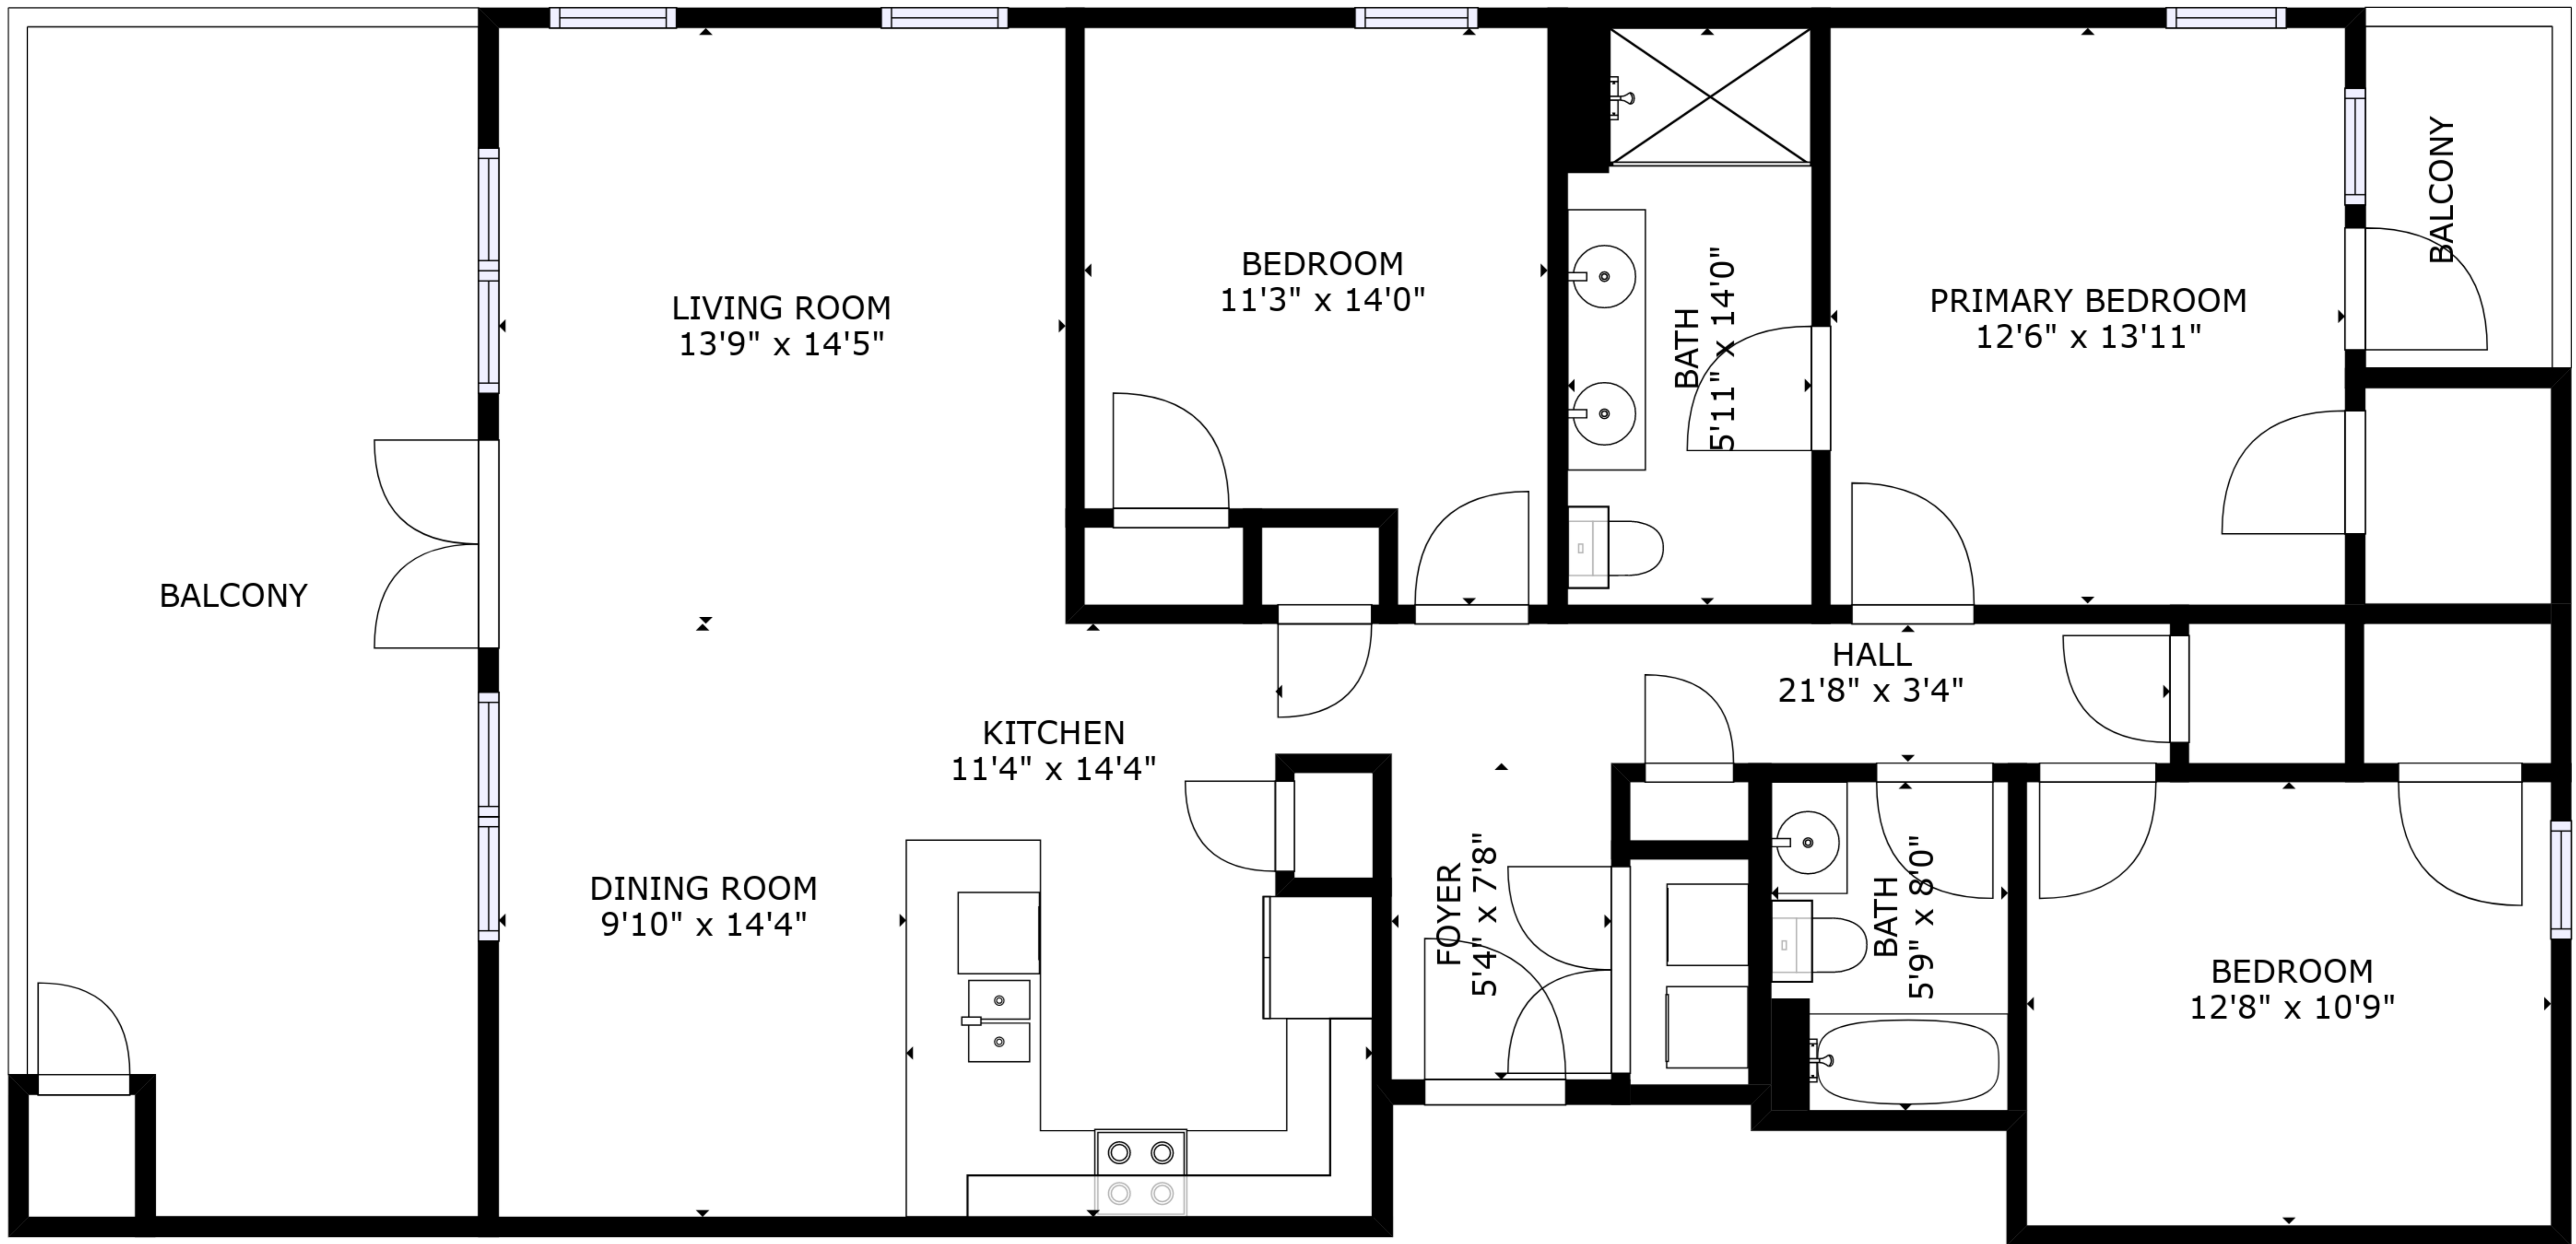 LIVING ROOM
13'9" x 14'5"
BEDROOM
11'3" x 14'0"
BATH
5'11" x 14'0"
PRIMARY BEDROOM
12'6" x 13'11"
BALCONY
BALCONY
HALL
21'8" x 3'4"
KITCHEN
11'4" x 14'4"
DINING ROOM
9'10" x 14'4"
FOYER
5'4" x 7'8"
BATH
5'9" x 8'0"
BEDROOM
12'8" x 10'9"